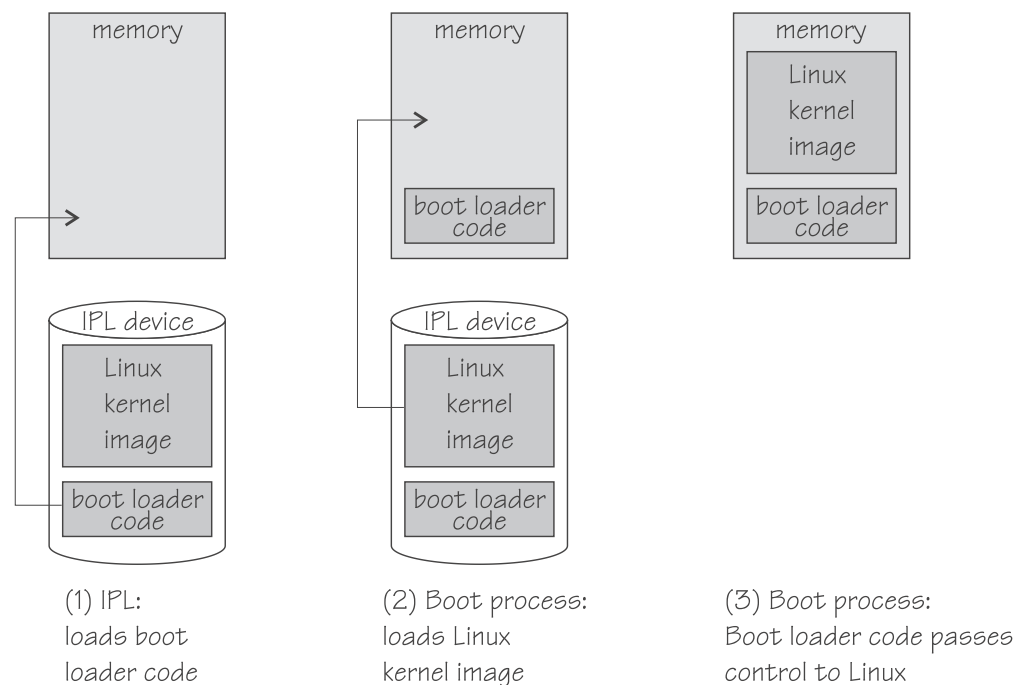 memory
boot loader
code
memory
Linux
kernel
image
boot loader
code
memory
IPL device
Linux
kernel
image
boot loader
code
IPL device
Linux
kernel
image
boot loader
code
(1) IPL:
loads boot
loader code
(2) Boot process:
loads Linux
kernel image
(3) Boot process:
Boot loader code passes
control to Linux